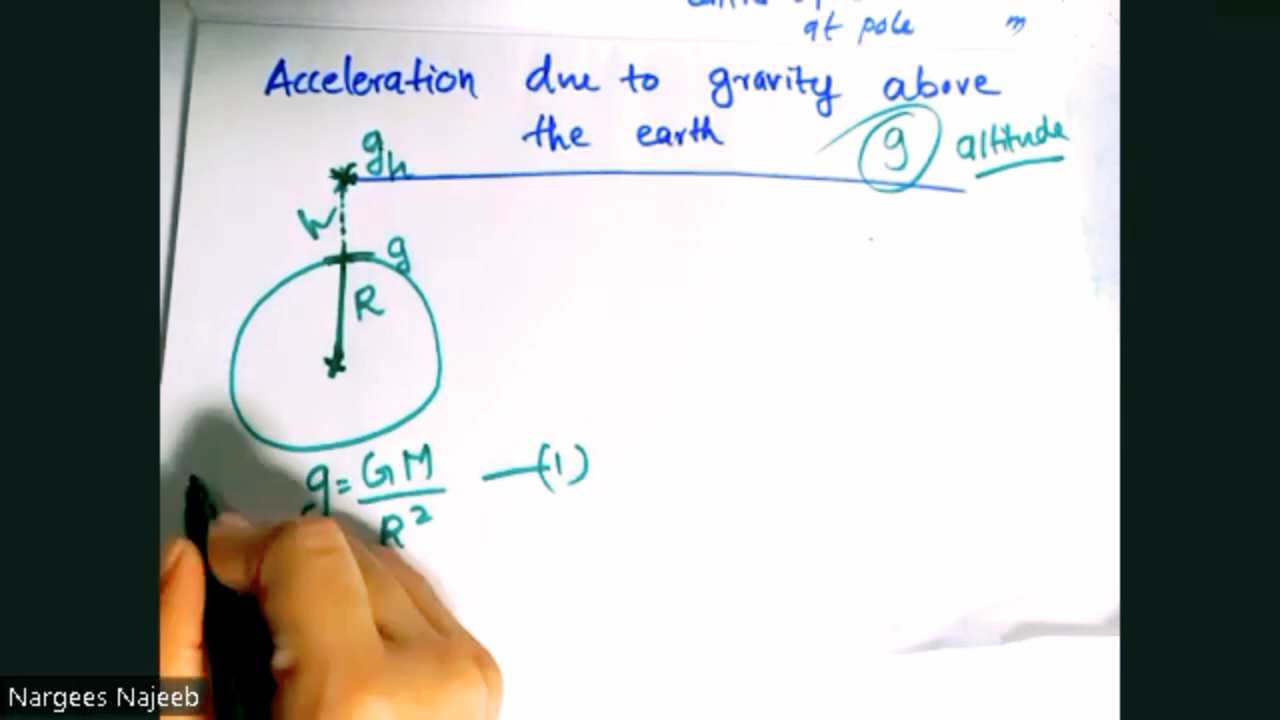 at pole m
Acceleration due to gravity above
the earth g altitude
gh
h
g
R
g = GM/R² —(1)
Nargees Najeeb